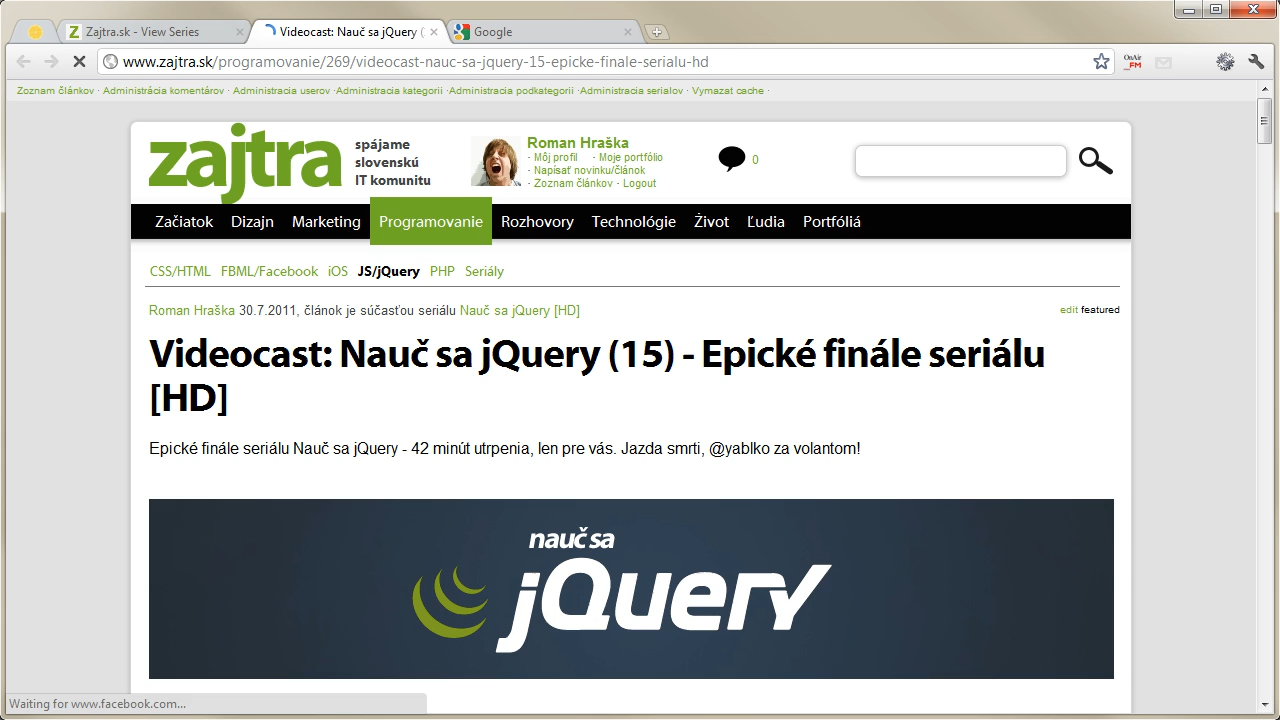 Zajtra.sk - View Series
Videocast: Nauč sa jQuery (
Google
www.zajtra.sk/programovanie/269/videocast-nauc-sa-jquery-15-epicke-finale-serialu-hd
OnAir
_FM
Zoznam článkov · Administrácia komentárov · Administracia userov ·Administracia kategorii ·Administracia podkategorii ·Administracia serialov · Vymazat cache ·
zajtra
spájame
slovenskú
IT komunitu
Roman Hraška
· Môj profil · Moje portfólio
· Napísať novinku/článok
· Zoznam článkov · Logout
0
Začiatok Dizajn Marketing Programovanie Rozhovory Technológie Život Ľudia Portfóliá
CSS/HTML FBML/Facebook iOS JS/jQuery PHP Seriály
Roman Hraška 30.7.2011, článok je súčasťou seriálu Nauč sa jQuery [HD]
edit featured
Videocast: Nauč sa jQuery (15) - Epické finále seriálu
[HD]
Epické finále seriálu Nauč sa jQuery - 42 minút utrpenia, len pre vás. Jazda smrti, @yablko za volantom!
nauč sa
jQuery
Waiting for www.facebook.com...